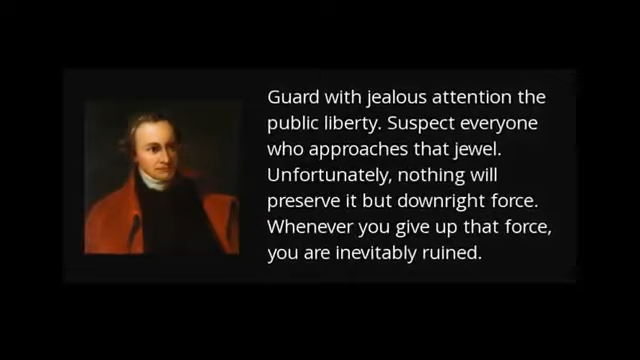 Guard with jealous attention the
public liberty. Suspect everyone
who approaches that jewel.
Unfortunately, nothing will
preserve it but downright force.
Whenever you give up that force,
you are inevitably ruined.